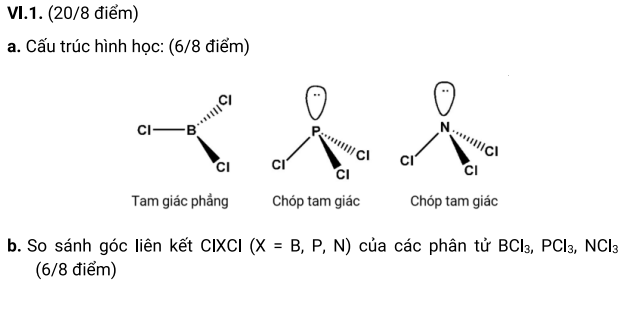 VI.1. (20/8 điểm)
a. Cấu trúc hình học: (6/8 điểm)
Cl B Cl Cl
P Cl Cl Cl
N Cl Cl Cl
Tam giác phẳng Chóp tam giác Chóp tam giác
b. So sánh góc liên kết ClXCl (X = B, P, N) của các phân tử BCl₃, PCl₃, NCl₃
(6/8 điểm)